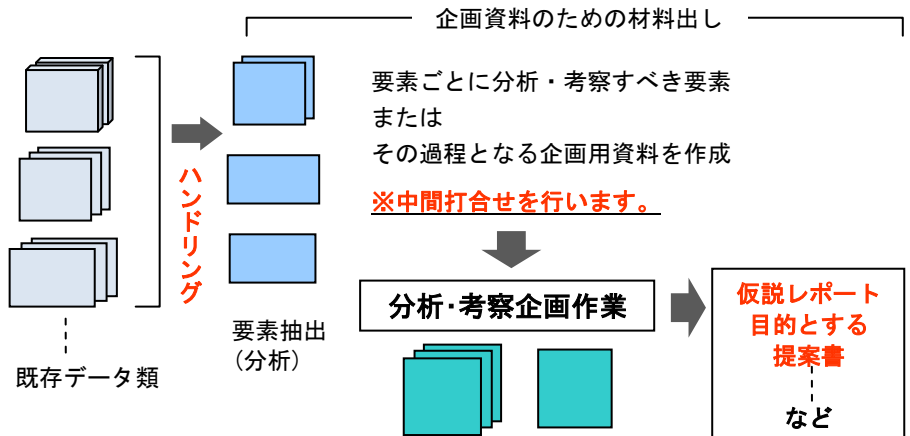 企画資料のための材料出し
要素ごとに分析・考察すべき要素
または
その過程となる企画用資料を作成
※中間打合せを行います。
ハンドリング
既存データ類
要素抽出
(分析)
分析・考察企画作業
仮説レポート
目的とする
提案書
など